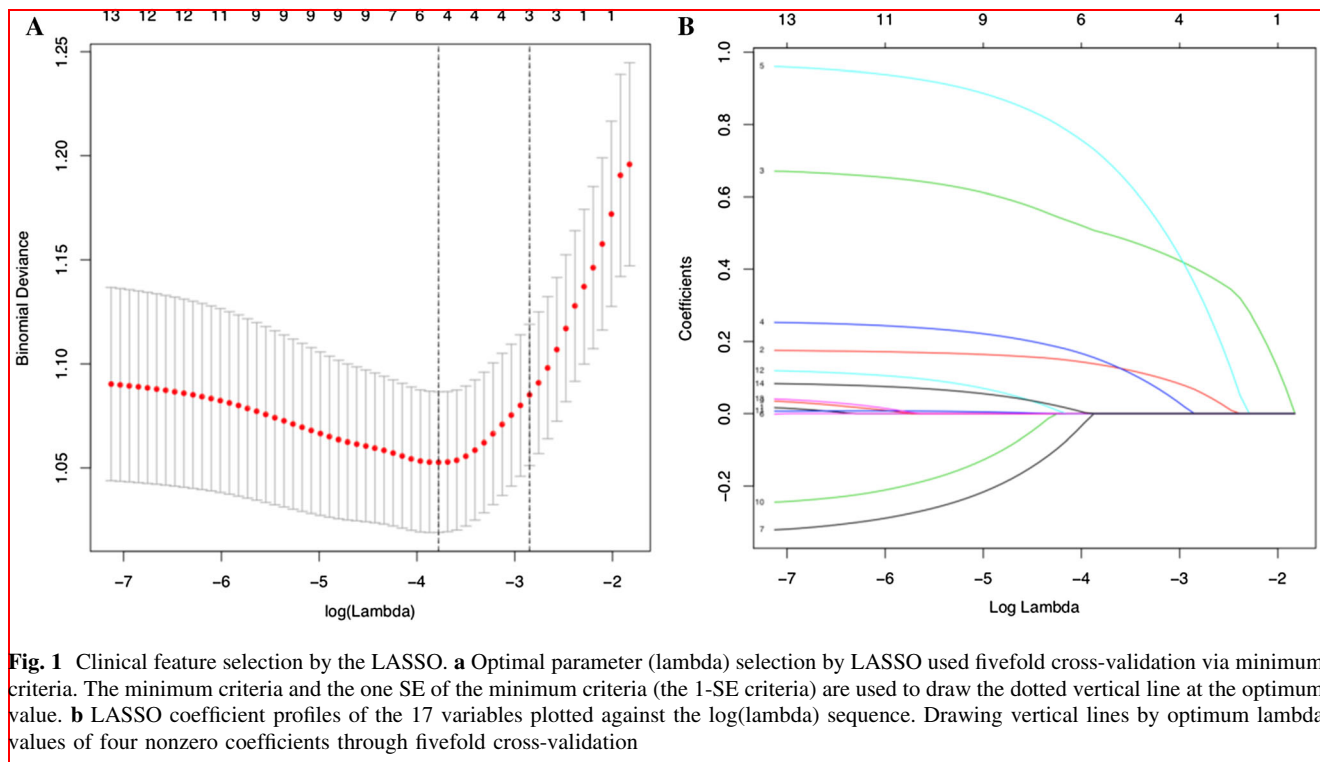 A
13 12 12 11 9 9 9 9 7 6 4 4 4 3 3 1 1
1.25
1.20
1.15
1.10
1.05
Binomial Deviance
−7 −6 −5 −4 −3 −2
log(Lambda)
B
13 11 9 6 4 1
1.0
0.8
0.6
0.4
0.2
0.0
−0.2
Coefficients
5
3
4
2
12
14
10
7
−7 −6 −5 −4 −3 −2
Log Lambda
Fig. 1 Clinical feature selection by the LASSO. a Optimal parameter (lambda) selection by LASSO used fivefold cross-validation via minimum
criteria. The minimum criteria and the one SE of the minimum criteria (the 1-SE criteria) are used to draw the dotted vertical line at the optimum
value. b LASSO coefficient profiles of the 17 variables plotted against the log(lambda) sequence. Drawing vertical lines by optimum lambda
values of four nonzero coefficients through fivefold cross-validation